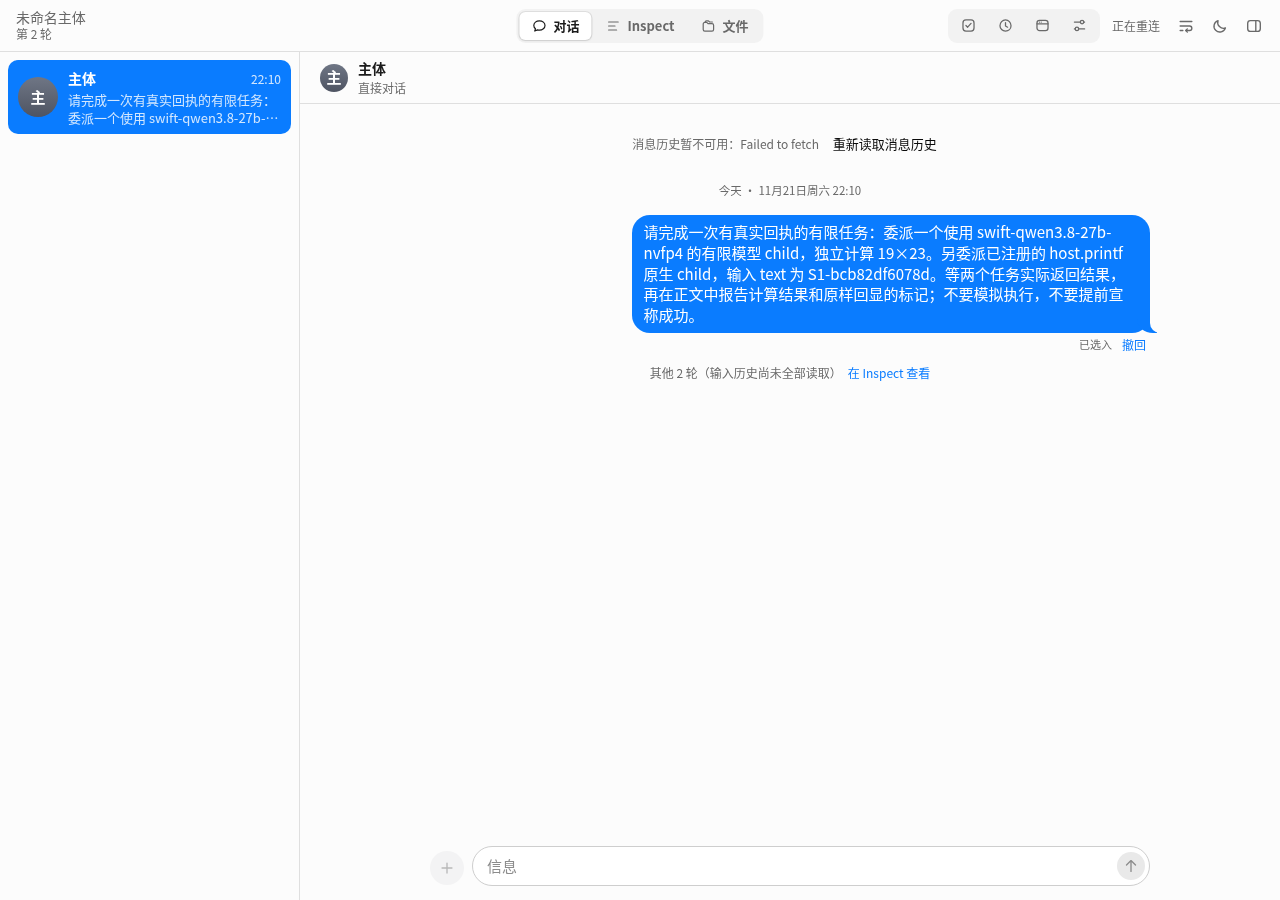 未命名主体
第 2 轮
对话
Inspect
文件
正在重连
主
主体
22:10
请完成一次有真实回执的有限任务：
委派一个使用 swift-qwen3.8-27b-…
主
主体
直接对话
消息历史暂不可用：Failed to fetch 重新读取消息历史
今天 · 11月21日周六 22:10
请完成一次有真实回执的有限任务：委派一个使用 swift-qwen3.8-27b-
nvfp4 的有限模型 child，独立计算 19×23。另委派已注册的 host.printf
原生 child，输入 text 为 S1-bcb82df6078d。等两个任务实际返回结果，
再在正文中报告计算结果和原样回显的标记；不要模拟执行，不要提前宣
称成功。
已选入 撤回
其他 2 轮（输入历史尚未全部读取） 在 Inspect 查看
信息